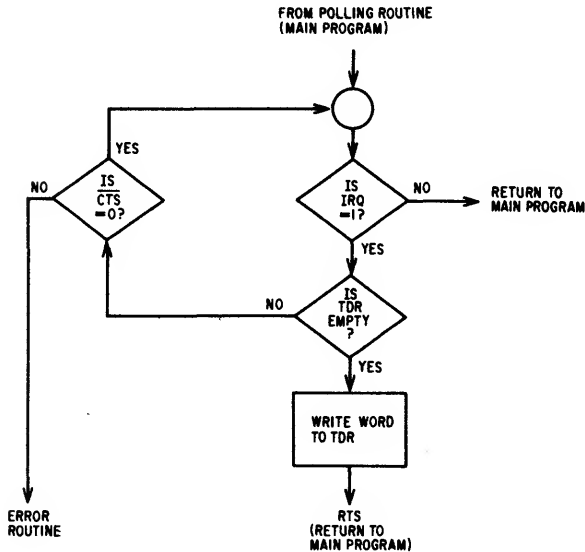 FROM POLLING ROUTINE
(MAIN PROGRAM)
YES
NO
IS
CTS
=0?
IS
IRQ
=1?
NO
RETURN TO
MAIN PROGRAM
YES
NO
IS
TDR
EMPTY
?
YES
WRITE WORD
TO TDR
ERROR
ROUTINE
RTS
(RETURN TO
MAIN PROGRAM)